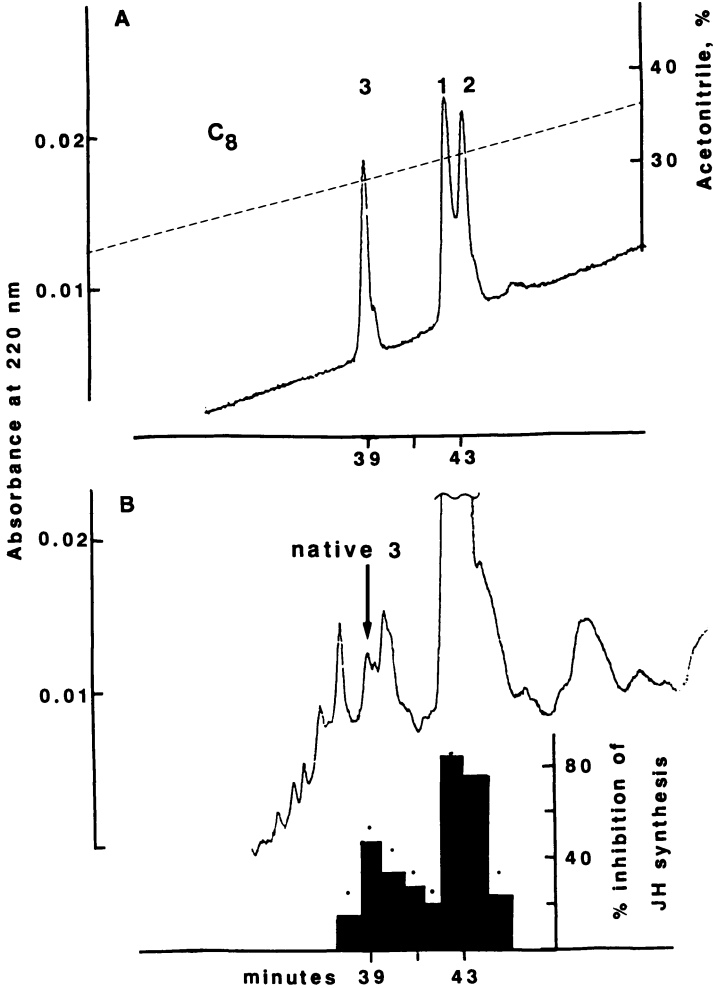 A
Acetonitrile, %
40
30
3
1
2
C8
0.02
0.01
39
43
Absorbance at 220 nm
B
native 3
0.02
0.01
80
40
% inhibition of
JH synthesis
minutes
39
43